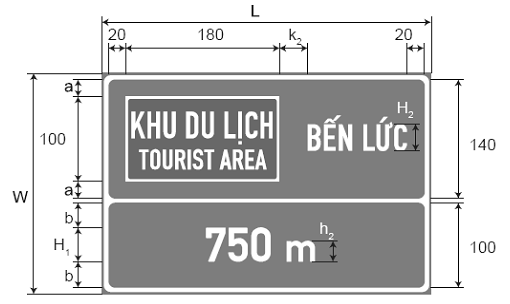 L
20 180 k2 20
a
100
a
W
b
H1
b
KHU DU LỊCH
TOURIST AREA
BẾN LỨC
H2
140
750 m
h2
100